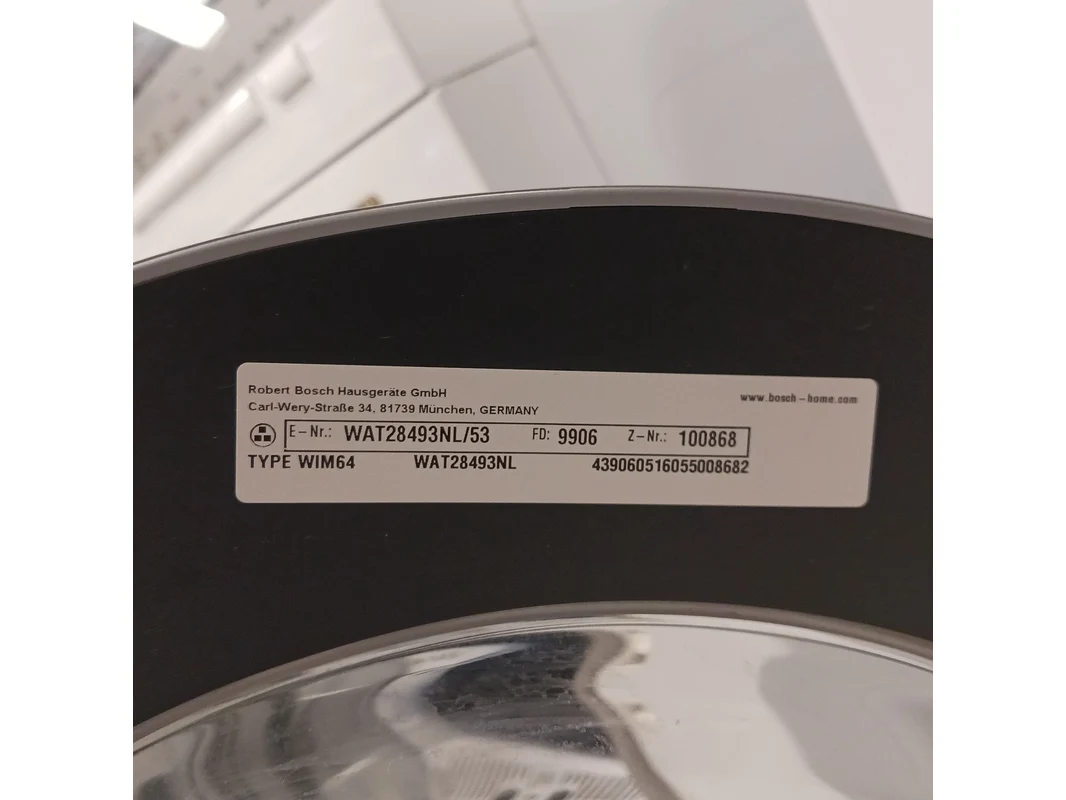 Robert Bosch Hausgeräte GmbH
www.bosch-home.com
Carl-Wery-Straße 34, 81739 München, GERMANY
E-Nr.: WAT28493NL/53 FD: 9906 Z-Nr.: 100868
TYPE WIM64 WAT28493NL 439060516055008682